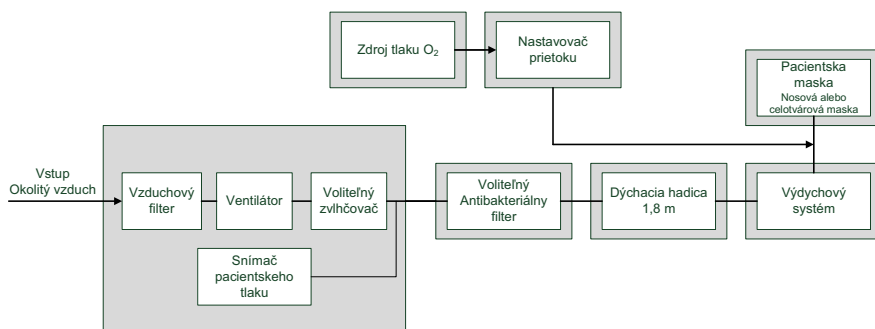 Zdroj tlaku O₂
Nastavovač
prietoku
Pacientska
maska
Nosová alebo
celotvárová maska
Vstup
Okolitý vzduch
Vzduchový
filter
Ventilátor
Voliteľný
zvlhčovač
Voliteľný
Antibakteriálny
filter
Dýchacia hadica
1,8 m
Výdychový
systém
Snímač
pacientskeho
tlaku